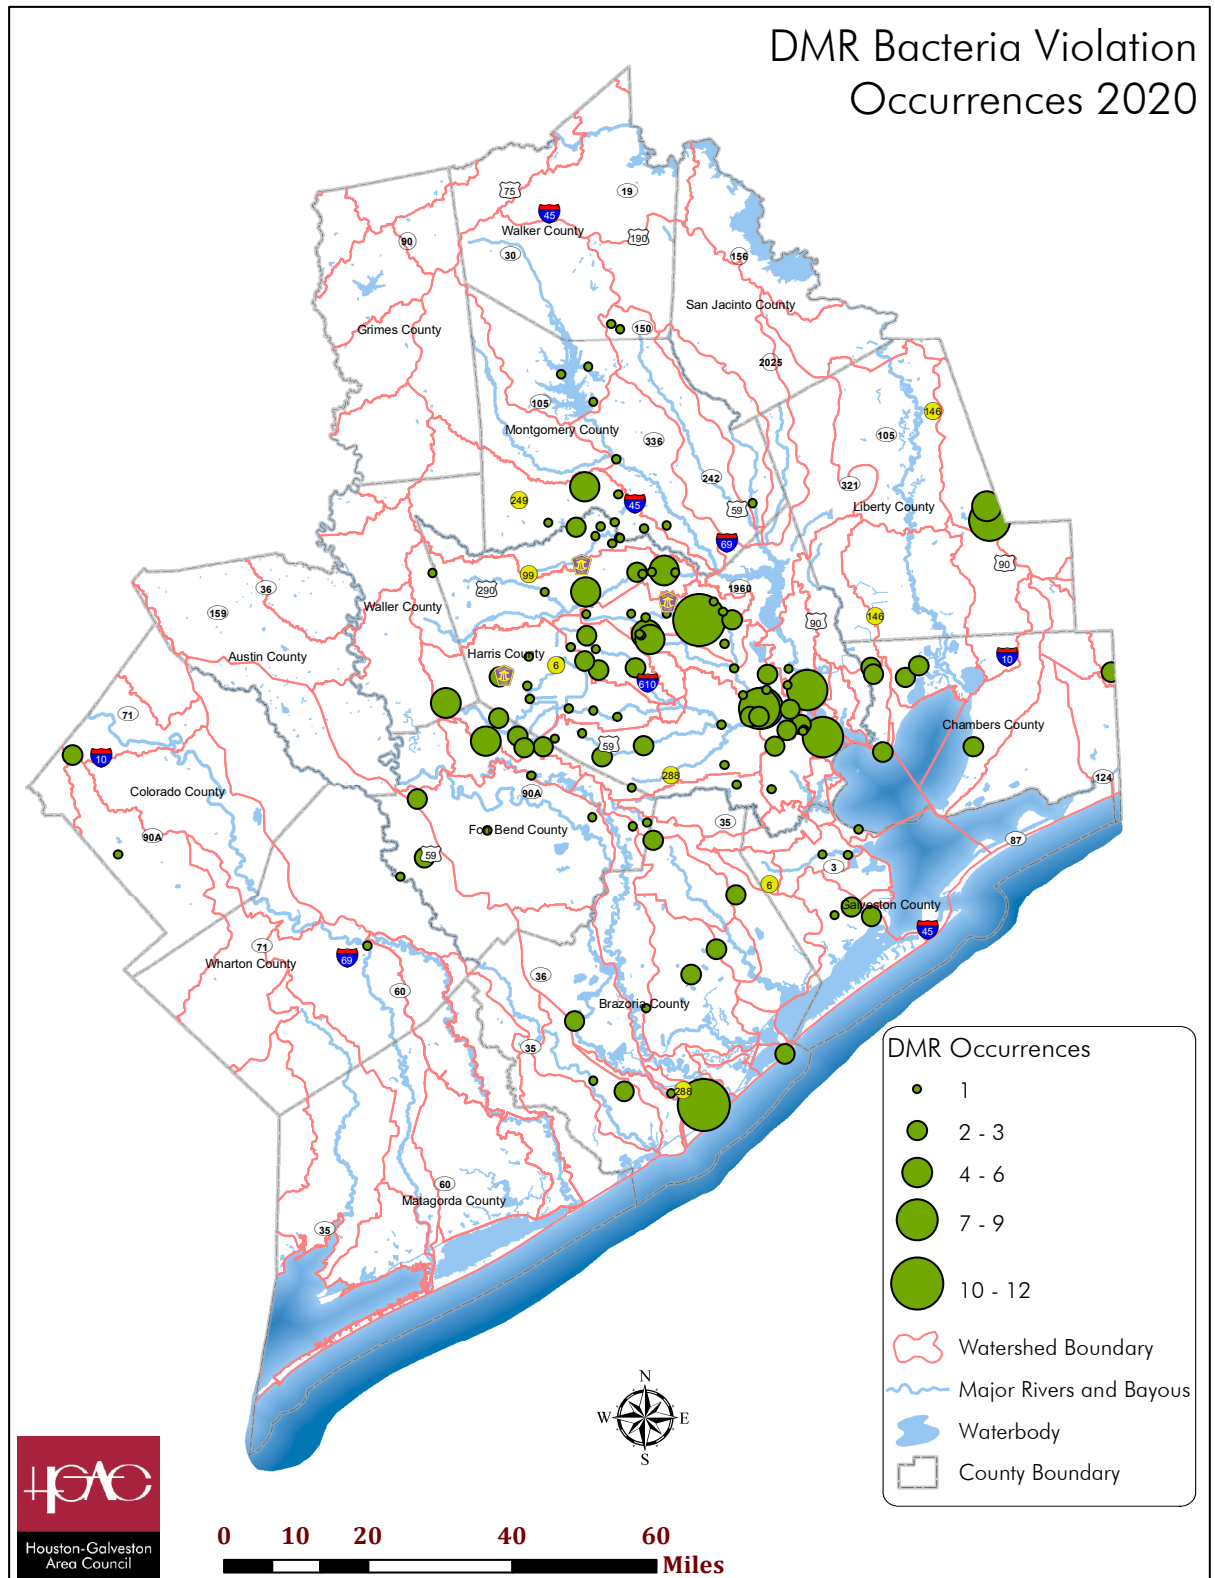 DMR Bacteria Violation
Occurrences 2020
75
19
45
Walker County
190
90
30
156
San Jacinto County
Grimes County
150
2025
105
146
Montgomery County
336
105
242
321
249
45
59
Liberty County
69
90
99
290
1960
36
159
Waller County
146
90
Austin County
Harris County
6
10
610
71
Chambers County
59
10
288
124
Colorado County
90A
35
90A
Fort Bend County
87
59
3
6
Galveston County
45
71
69
Wharton County
36
60
Brazoria County
35
288
60
Matagorda County
35
DMR Occurrences
1
2 - 3
4 - 6
7 - 9
10 - 12
Watershed Boundary
Major Rivers and Bayous
Waterbody
County Boundary
N
W E
S
HGAC
Houston-Galveston
Area Council
0 10 20 40 60
Miles